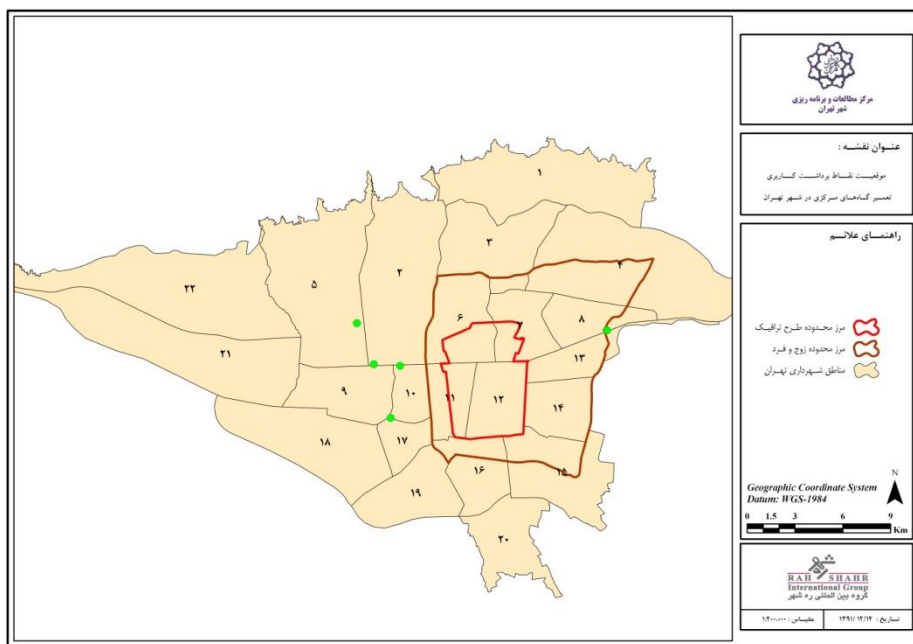 مرکز مطالعات و برنامه ریزی
شهر تهران
عنوان نقشه :
موقعیت نقاط برداشت کاربری
تعمیر گاه‌های مرکزی در شهر تهران
راهنمای علائم
مرز محدوده طرح ترافیک
مرز محدوده زوج و فرد
مناطق شهرداری تهران
N
Geographic Coordinate System
Datum: WGS-1984
0 1.5 3 6 9
Km
RAH SHAHR
International Group
گروه بین المللی ره شهر
تاریخ : ۱۳۹۱/۱۲/۱۴
مقیاس : ۱:۲۰۰,۰۰۰
۱
۳
۴
۲
۵
۲۲
۶
۷
۸
۲۱
۱۳
۹
۱۰
۱۱
۱۲
۱۴
۱۸
۱۷
۱۶
۱۵
۱۹
۲۰